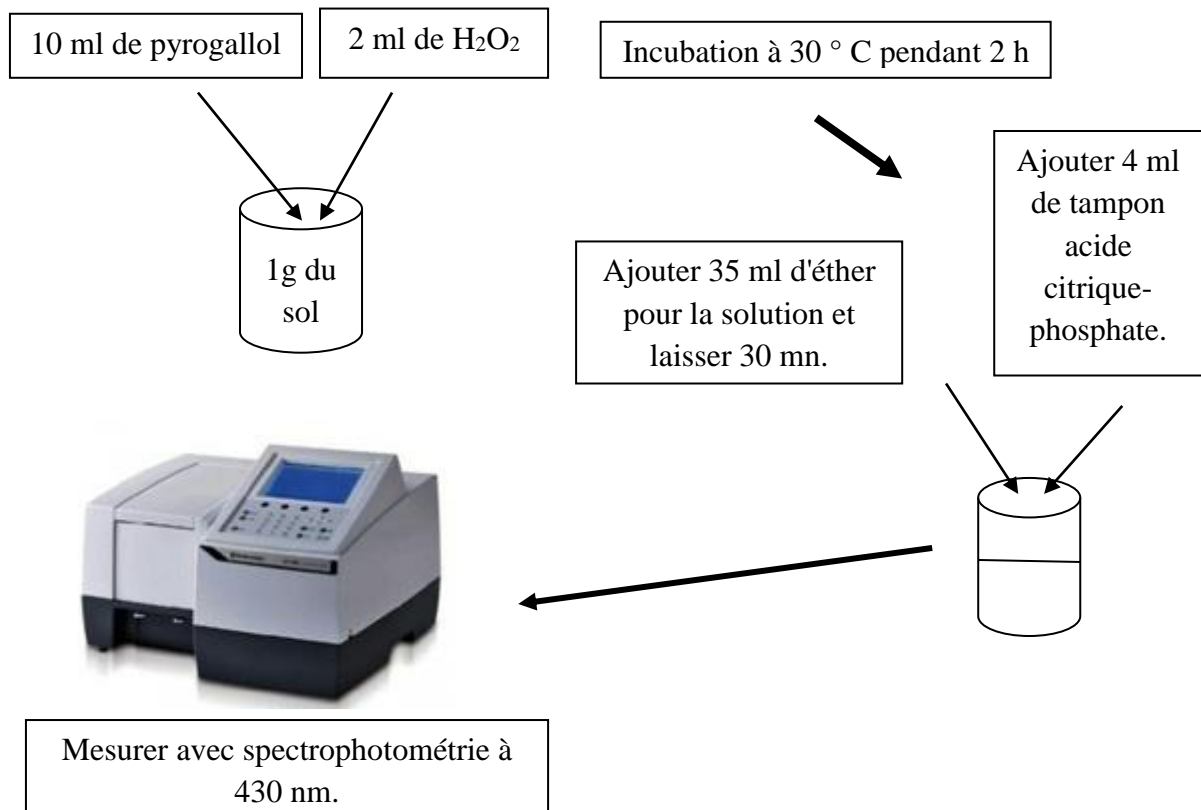 10 ml de pyrogallol
2 ml de H₂O₂
Incubation à 30 ° C pendant 2 h
1g du
sol
Ajouter 4 ml
de tampon
acide
citrique-
phosphate.
Ajouter 35 ml d'éther
pour la solution et
laisser 30 mn.
Mesurer avec spectrophotométrie à
430 nm.